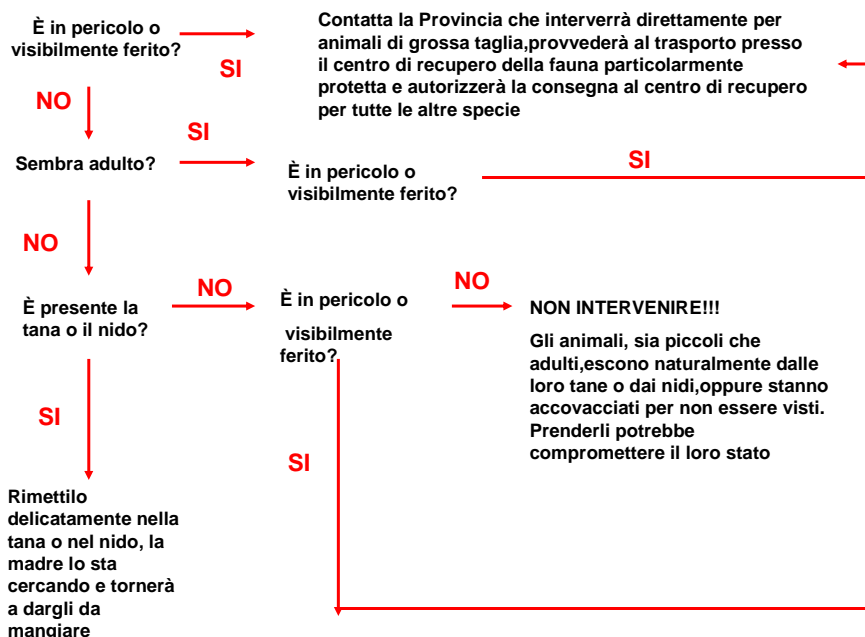 È in pericolo o
visibilmente ferito?
SI
Contatta la Provincia che interverrà direttamente per
animali di grossa taglia,provvederà al trasporto presso
il centro di recupero della fauna particolarmente
protetta e autorizzerà la consegna al centro di recupero
per tutte le altre specie
NO
SI
Sembra adulto?
È in pericolo o
visibilmente ferito?
SI
NO
È presente la
tana o il nido?
NO
È in pericolo o
visibilmente
ferito?
NO
NON INTERVENIRE!!!
Gli animali, sia piccoli che
adulti,escono naturalmente dalle
loro tane o dai nidi,oppure stanno
accovacciati per non essere visti.
Prenderli potrebbe
compromettere il loro stato
SI
SI
Rimettilo
delicatamente nella
tana o nel nido, la
madre lo sta
cercando e tornerà
a dargli da
mangiare